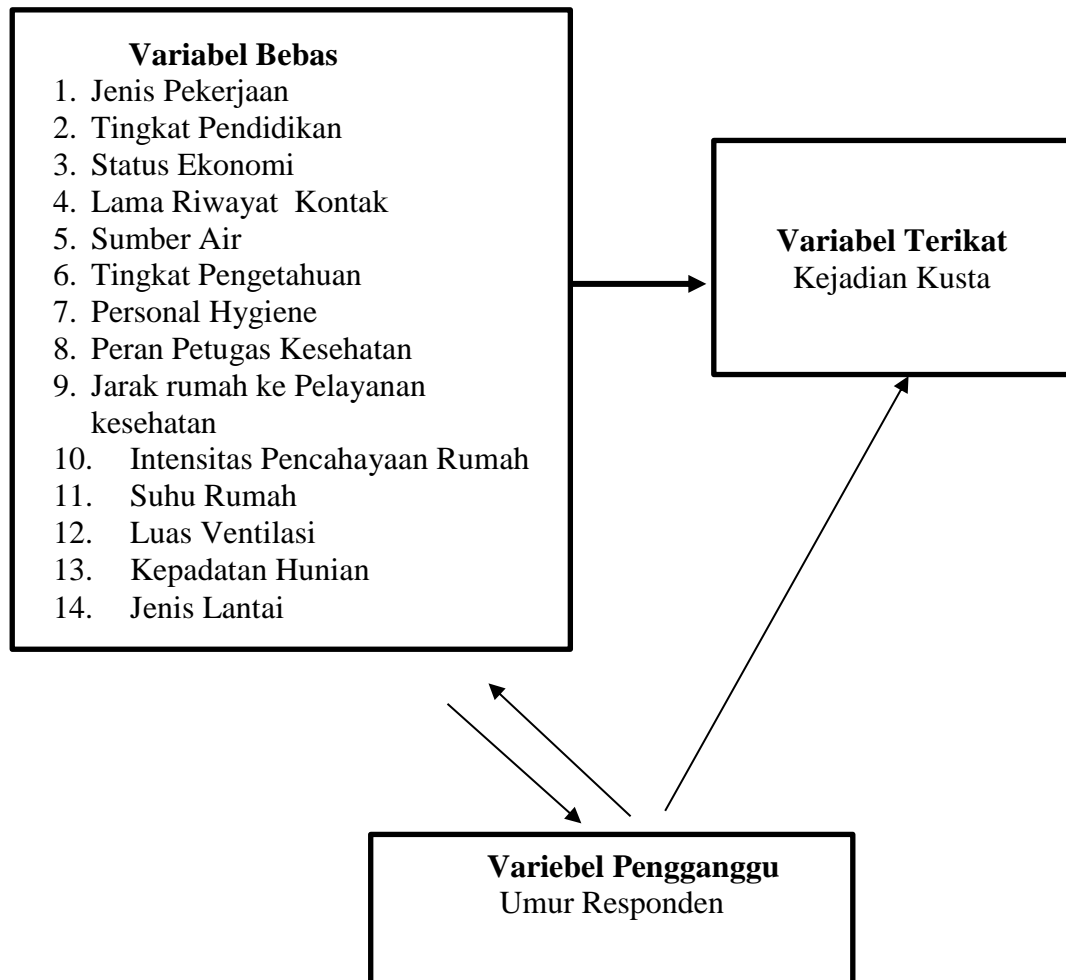 Variabel Bebas
1. Jenis Pekerjaan
2. Tingkat Pendidikan
3. Status Ekonomi
4. Lama Riwayat Kontak
5. Sumber Air
6. Tingkat Pengetahuan
7. Personal Hygiene
8. Peran Petugas Kesehatan
9. Jarak rumah ke Pelayanan
kesehatan
10. Intensitas Pencahayaan Rumah
11. Suhu Rumah
12. Luas Ventilasi
13. Kepadatan Hunian
14. Jenis Lantai
Variabel Terikat
Kejadian Kusta
Variebel Pengganggu
Umur Responden